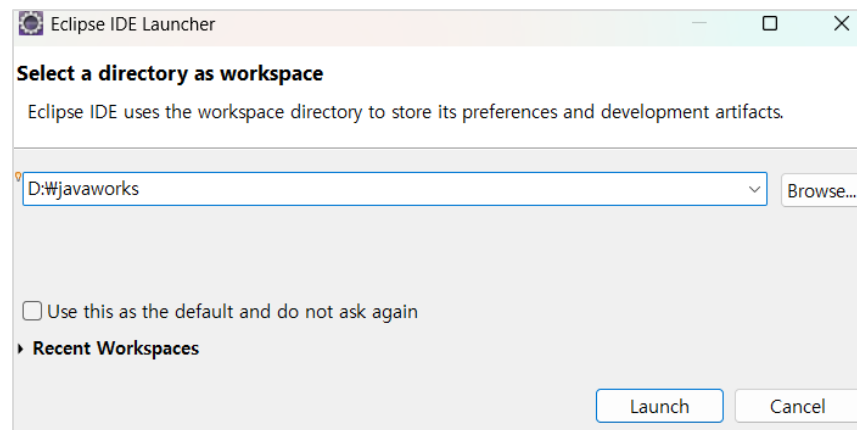 Eclipse IDE Launcher
Select a directory as workspace
Eclipse IDE uses the workspace directory to store its preferences and development artifacts.
D:₩javaworks
Browse...
Use this as the default and do not ask again
Recent Workspaces
Launch
Cancel